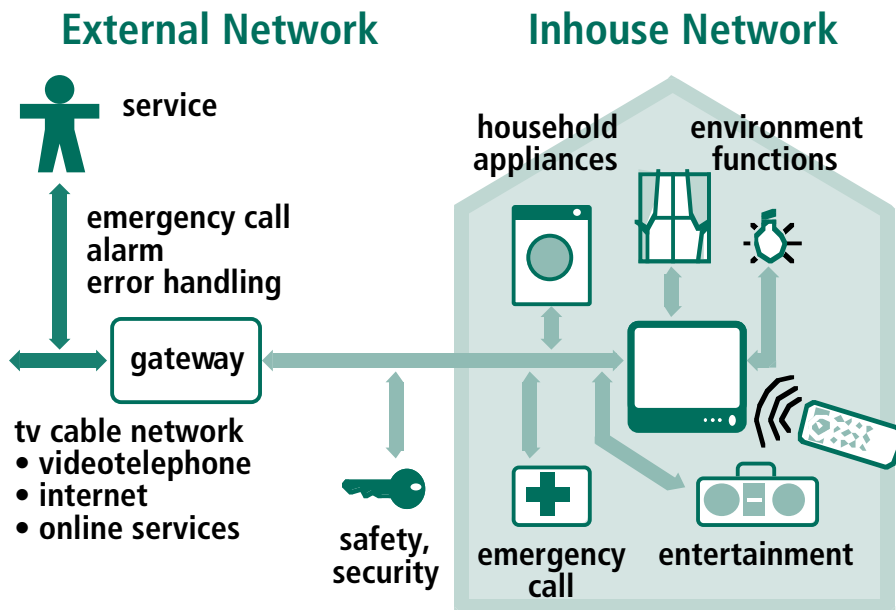 External Network
Inhouse Network
service
household
appliances
environment
functions
emergency call
alarm
error handling
gateway
tv cable network
• videotelephone
• internet
• online services
safety,
security
emergency
call
entertainment